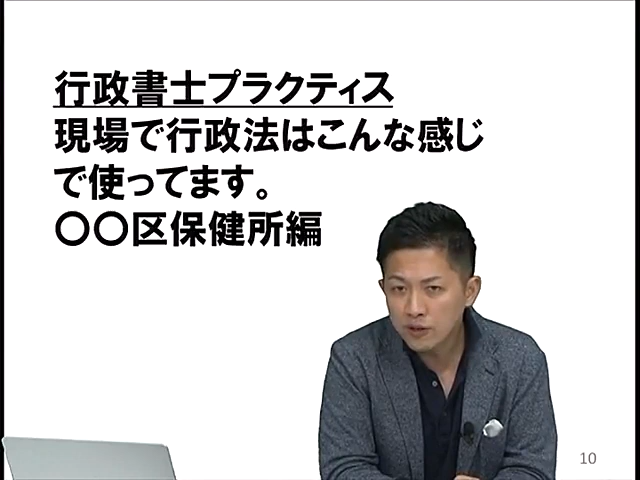 行政書士プラクティス
現場で行政法はこんな感じ
で使ってます。
〇〇区保健所編
10